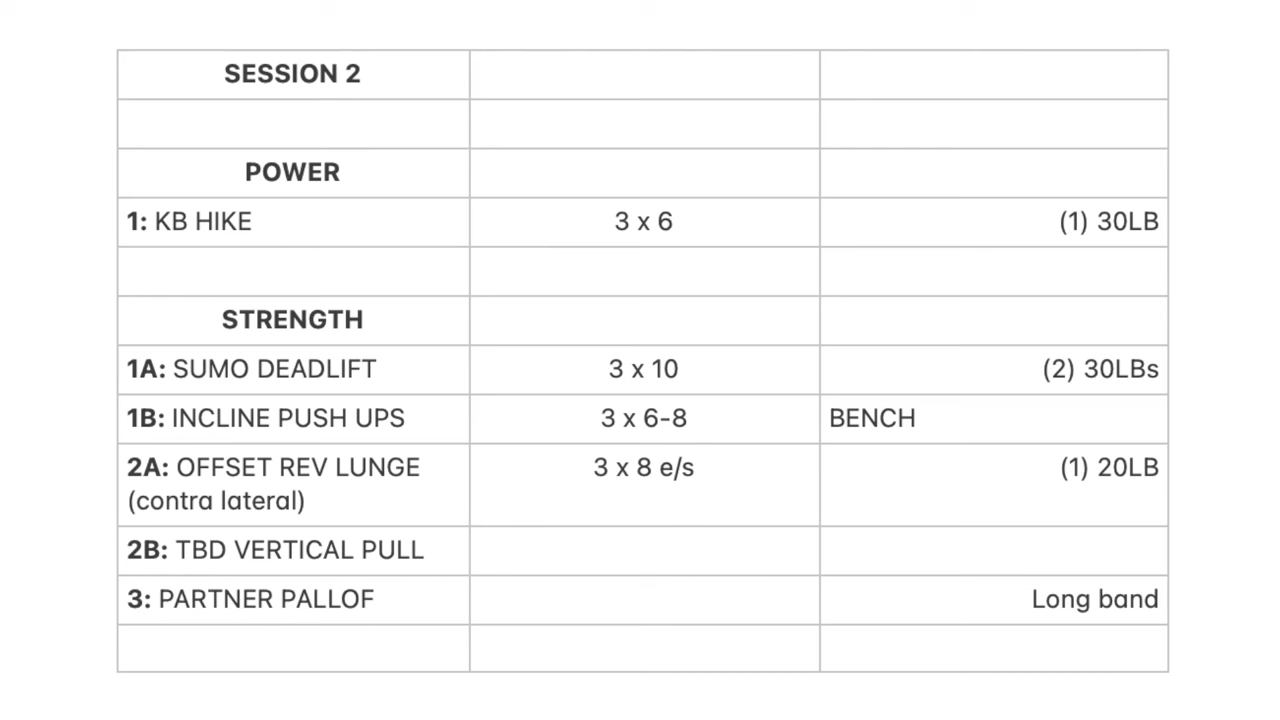 SESSION 2
POWER
1: KB HIKE 3 x 6 (1) 30LB
STRENGTH
1A: SUMO DEADLIFT 3 x 10 (2) 30LBs
1B: INCLINE PUSH UPS 3 x 6-8 BENCH
2A: OFFSET REV LUNGE 3 x 8 e/s (1) 20LB
(contra lateral)
2B: TBD VERTICAL PULL
3: PARTNER PALLOF Long band